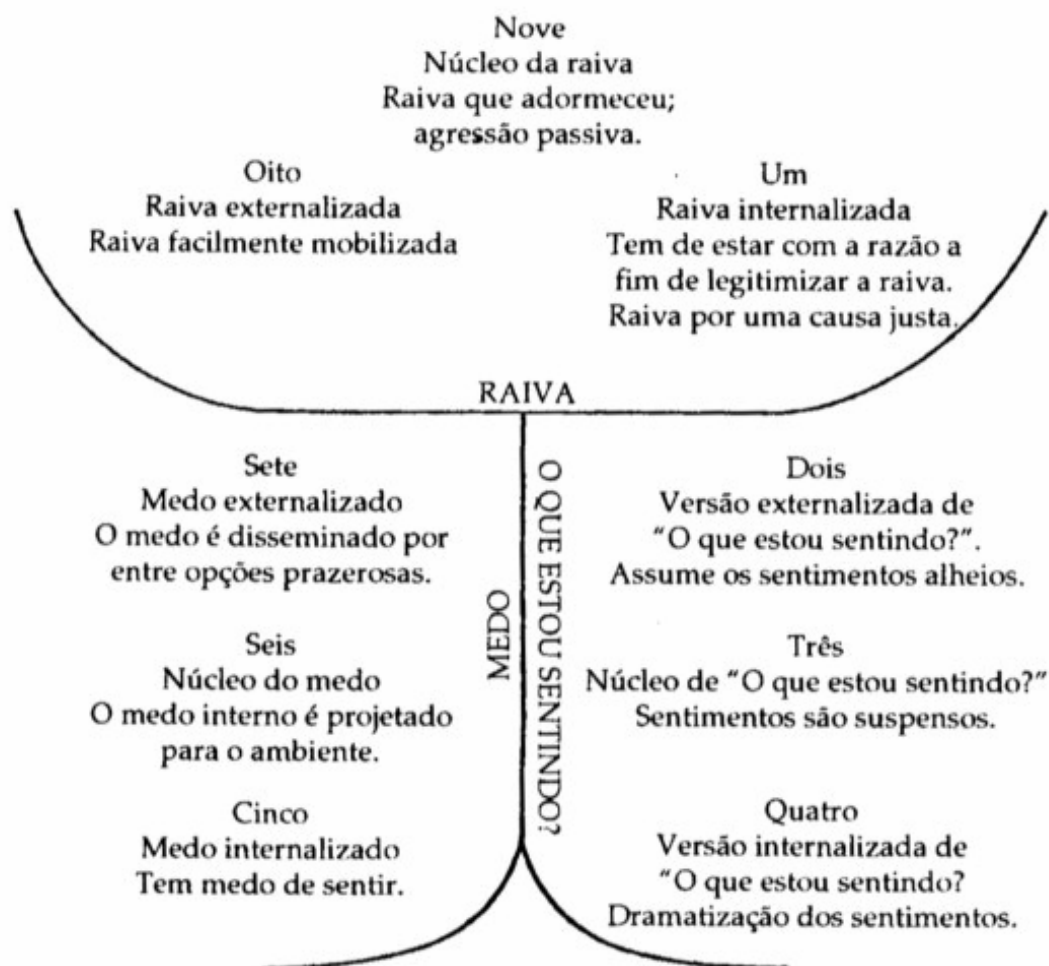 Nove
Núcleo da raiva
Raiva que adormeceu;
agressão passiva.
Oito
Raiva externalizada
Raiva facilmente mobilizada
Um
Raiva internalizada
Tem de estar com a razão a
fim de legitimizar a raiva.
Raiva por uma causa justa.
RAIVA
Sete
Medo externalizado
O medo é disseminado por
entre opções prazerosas.
Seis
Núcleo do medo
O medo interno é projetado
para o ambiente.
Cinco
Medo internalizado
Tem medo de sentir.
MEDO
O QUE ESTOU SENTINDO?
Dois
Versão externalizada de
"O que estou sentindo?".
Assume os sentimentos alheios.
Três
Núcleo de "O que estou sentindo?"
Sentimentos são suspensos.
Quatro
Versão internalizada de
"O que estou sentindo?
Dramatização dos sentimentos.